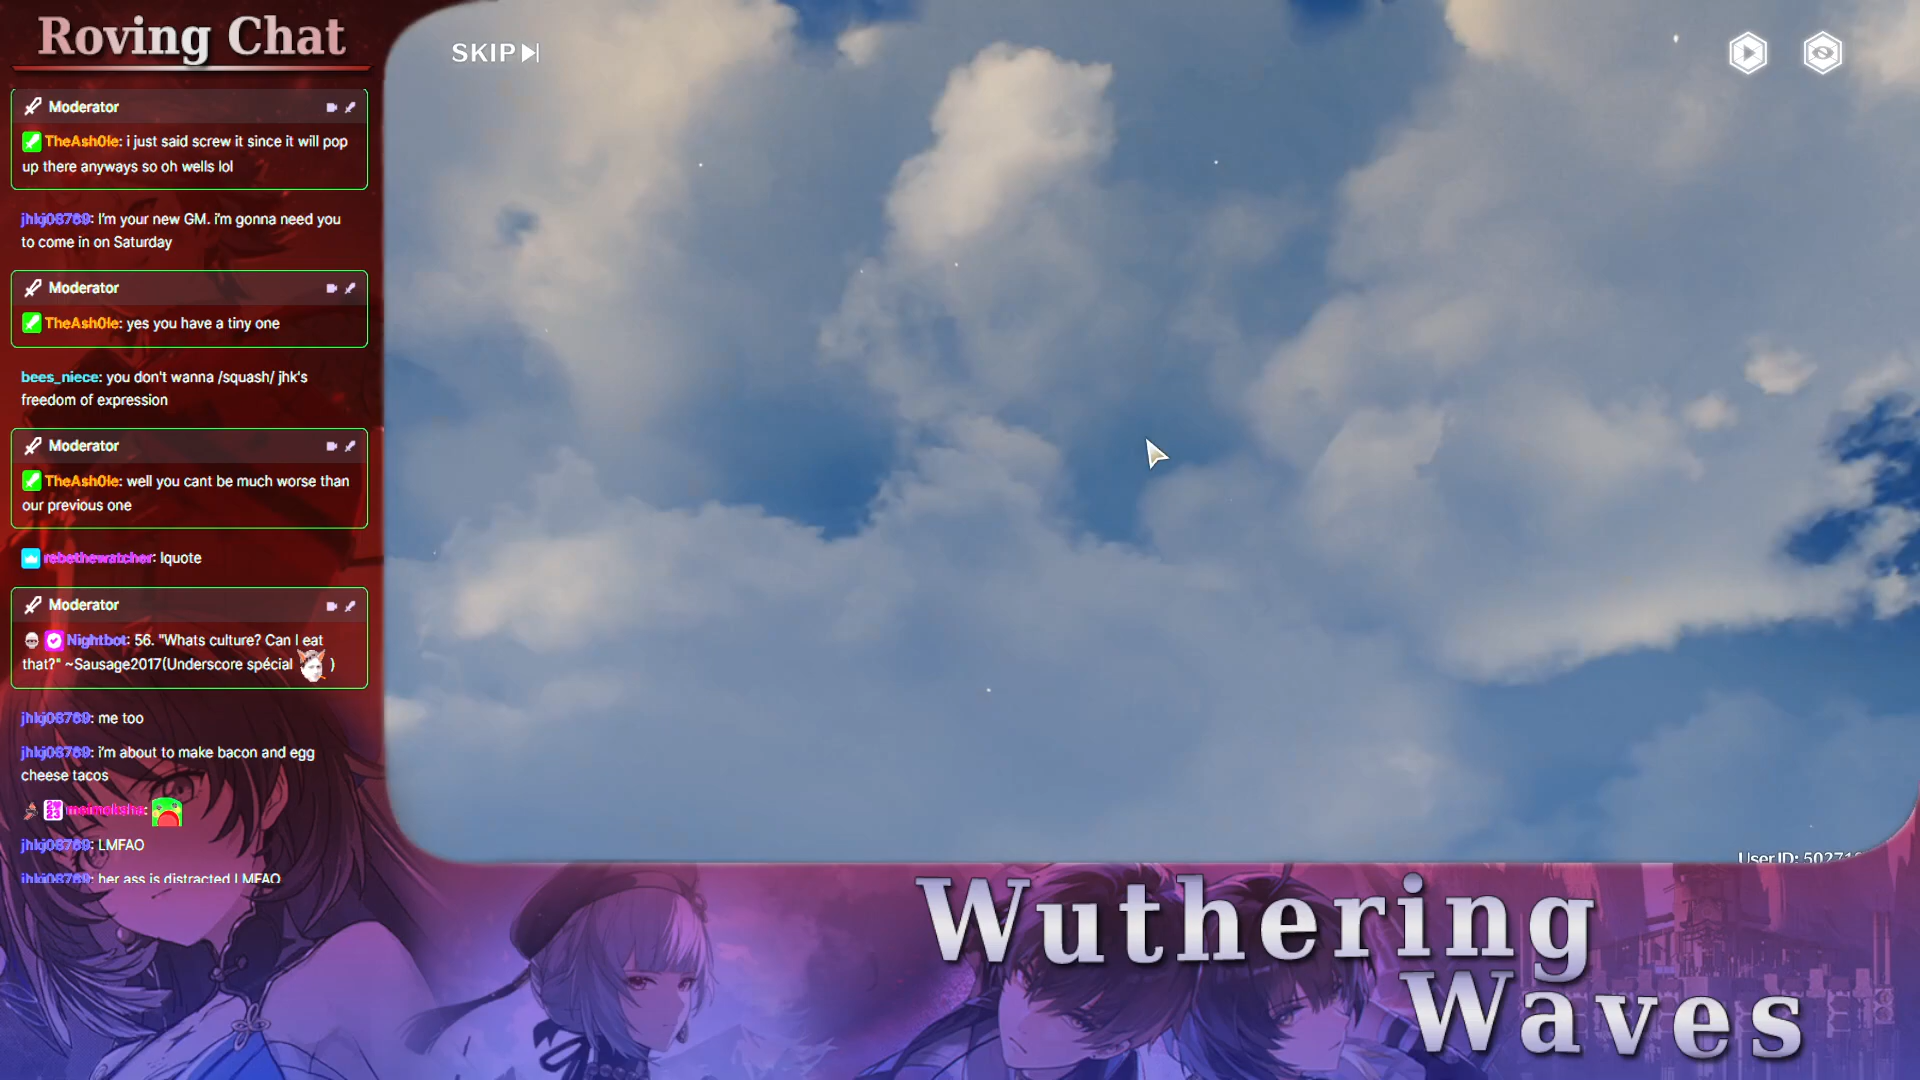 Roving Chat
SKIP
Moderator
TheAsh0le: i just said screw it since it will pop
up there anyways so oh wells lol
jhkj08789: I'm your new GM. i'm gonna need you
to come in on Saturday
Moderator
TheAsh0le: yes you have a tiny one
bees_niece: you don't wanna /squash/ jhk's
freedom of expression
Moderator
TheAsh0le: well you cant be much worse than
our previous one
rebethewatcher: !quote
Moderator
Nightbot: 56. "Whats culture? Can I eat
that?" ~Sausage2017(Underscore spécial )
jhkj08789: me too
jhkj08789: i'm about to make bacon and egg
cheese tacos
jhkj08789: LMFAO
jhkj08789: her ass is distracted LMFAO
Wuthering
Waves